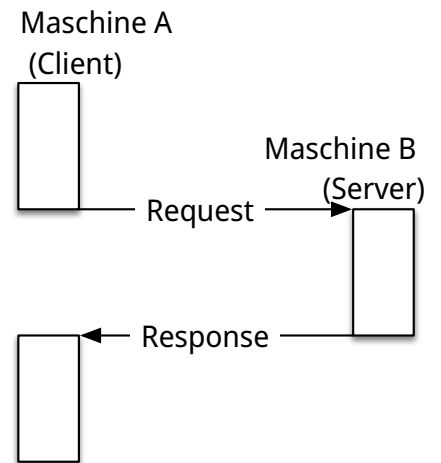 Maschine A
(Client)
Maschine B
(Server)
Request
Response